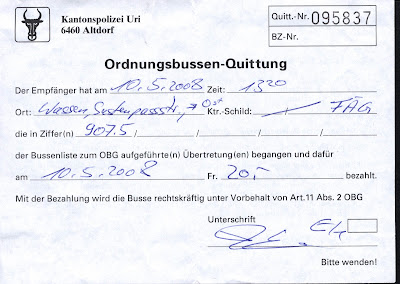 Kantonspolizei Uri
6460 Altdorf
Quitt.-Nr. 095837
BZ-Nr.
Ordnungsbussen-Quittung
Der Empfänger hat am 10.5.2008 Zeit: 1320
Ort: Wassen, Sustenpassstr., → Ost Ktr.-Schild: / FÄG
die in Ziffer(n) 907.5 / / / /
der Bussenliste zum OBG aufgeführte(n) Übertretung(en) begangen und dafür
am 10.5.2008 Fr. 20.- bezahlt.
Mit der Bezahlung wird die Busse rechtskräftig unter Vorbehalt von Art.11 Abs. 2 OBG
Unterschrift
Bitte wenden!